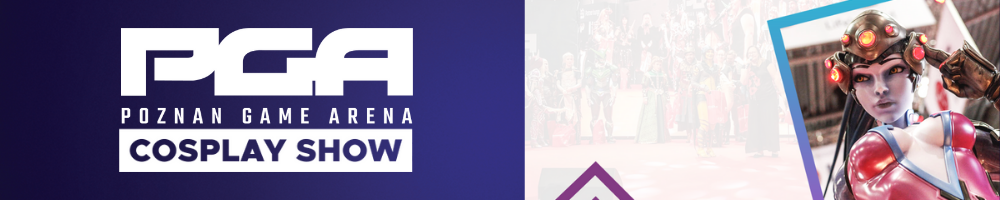 PGA
POZNAN GAME ARENA
COSPLAY SHOW